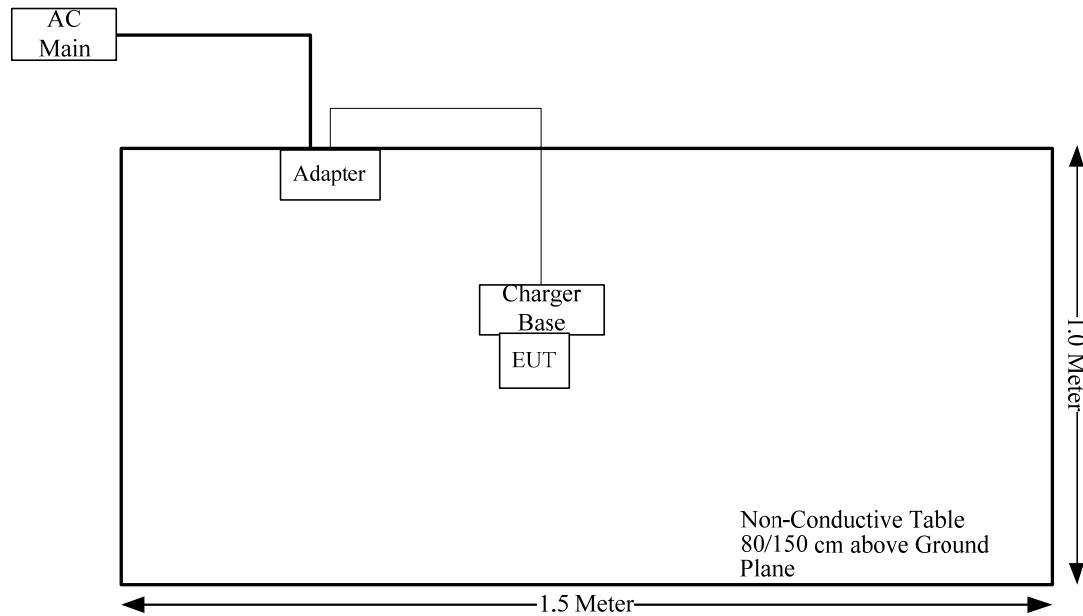 AC
Main
Adapter
Charger
Base
EUT
1.0 Meter
Non-Conductive Table
80/150 cm above Ground
Plane
1.5 Meter